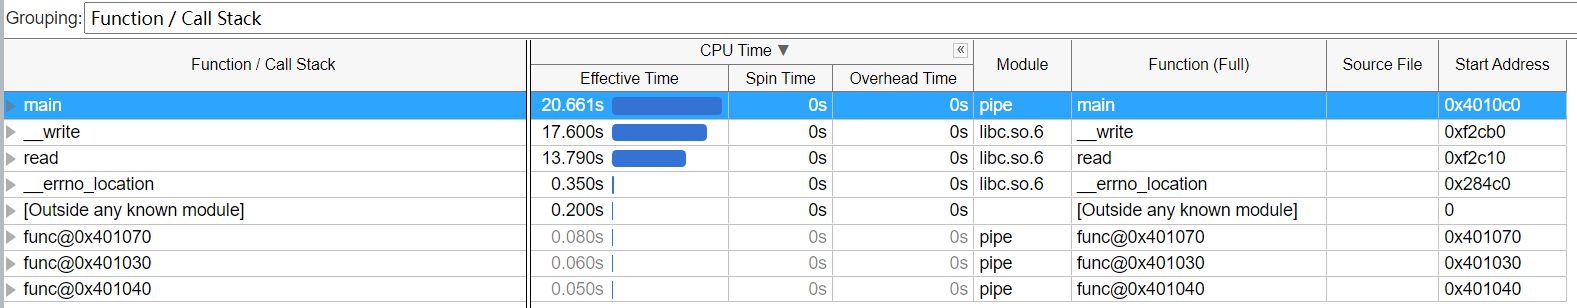 Grouping: Function / Call Stack
CPU Time ▼ «
Function / Call Stack Effective Time Spin Time Overhead Time Module Function (Full) Source File Start Address
main 20.661s 0s 0s pipe main 0x4010c0
__write 17.600s 0s 0s libc.so.6 __write 0xf2cb0
read 13.790s 0s 0s libc.so.6 read 0xf2c10
__errno_location 0.350s 0s 0s libc.so.6 __errno_location 0x284c0
[Outside any known module] 0.200s 0s 0s [Outside any known module] 0
func@0x401070 0.080s 0s 0s pipe func@0x401070 0x401070
func@0x401030 0.060s 0s 0s pipe func@0x401030 0x401030
func@0x401040 0.050s 0s 0s pipe func@0x401040 0x401040